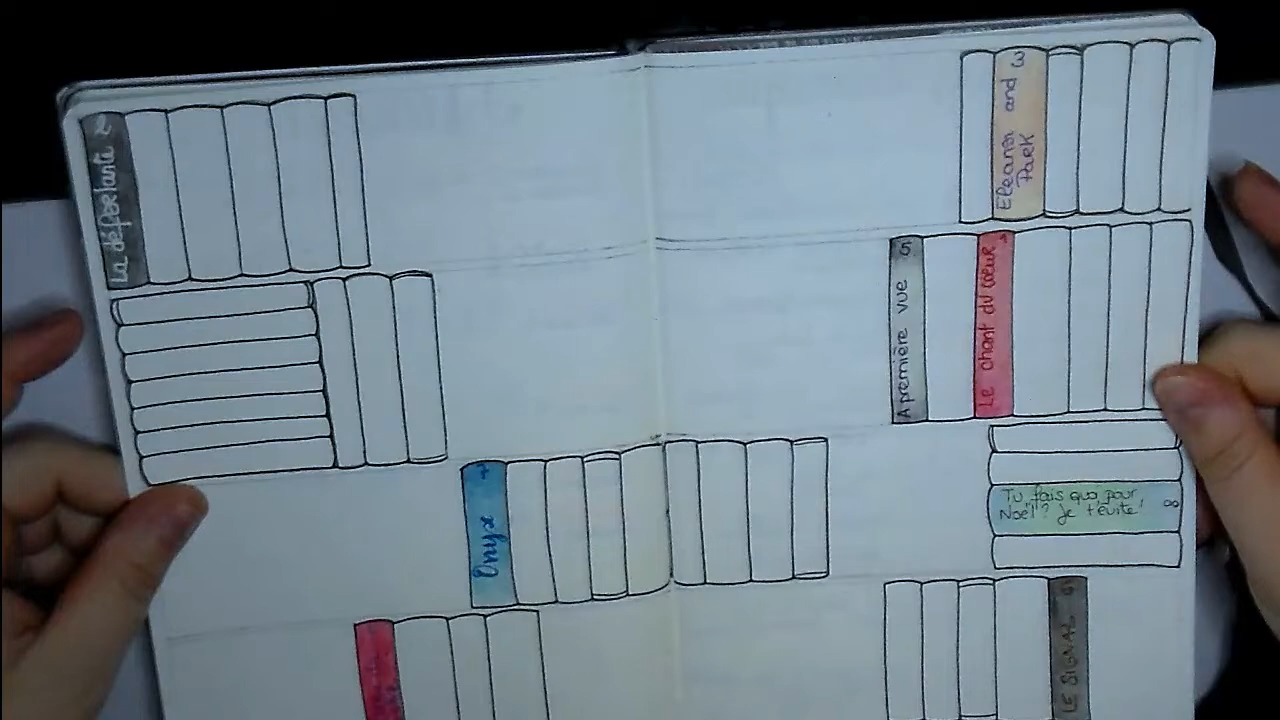 La déferlante 2
Eleanor and 3
Park
A première vue 5
Le chant du cœur
Tu fais quoi pour
Noël? Je t'évite! 8
Onyx
LE SIGNAL